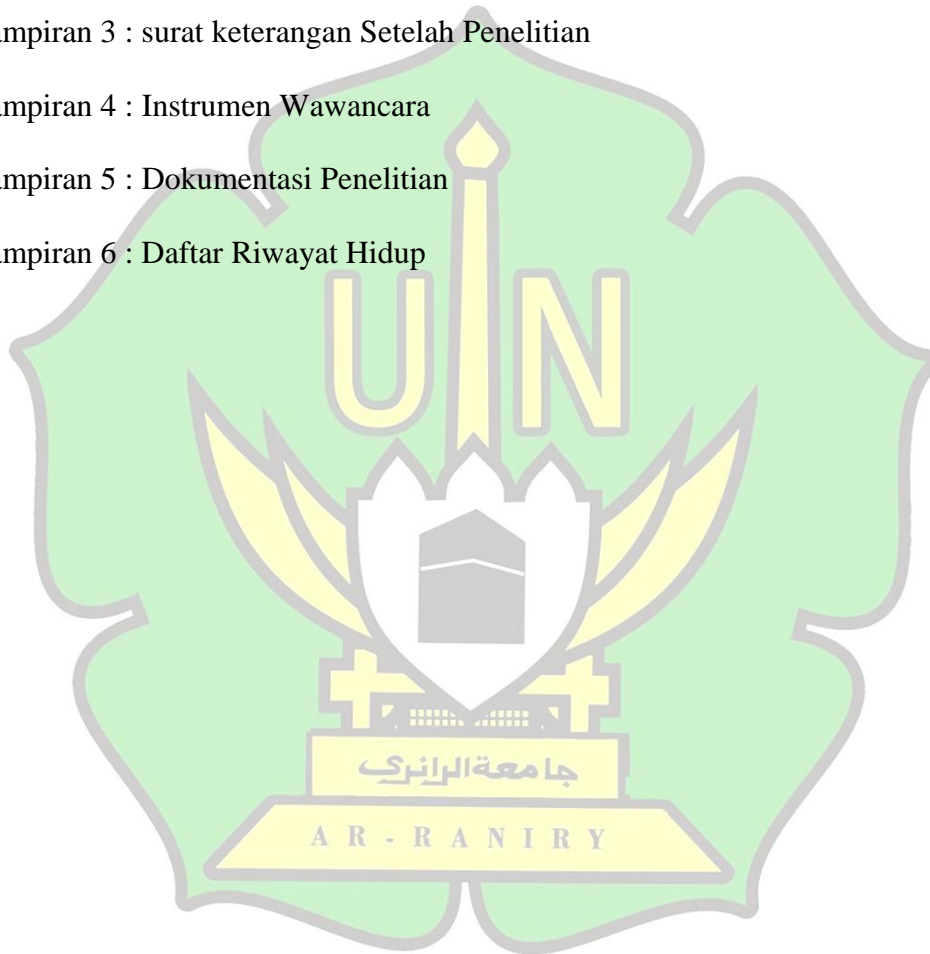 ampiran 3 : surat keterangan Setelah Penelitian
ampiran 4 : Instrumen Wawancara
ampiran 5 : Dokumentasi Penelitian
ampiran 6 : Daftar Riwayat Hidup
UIN
جامعةالرانري
AR-RANIRY